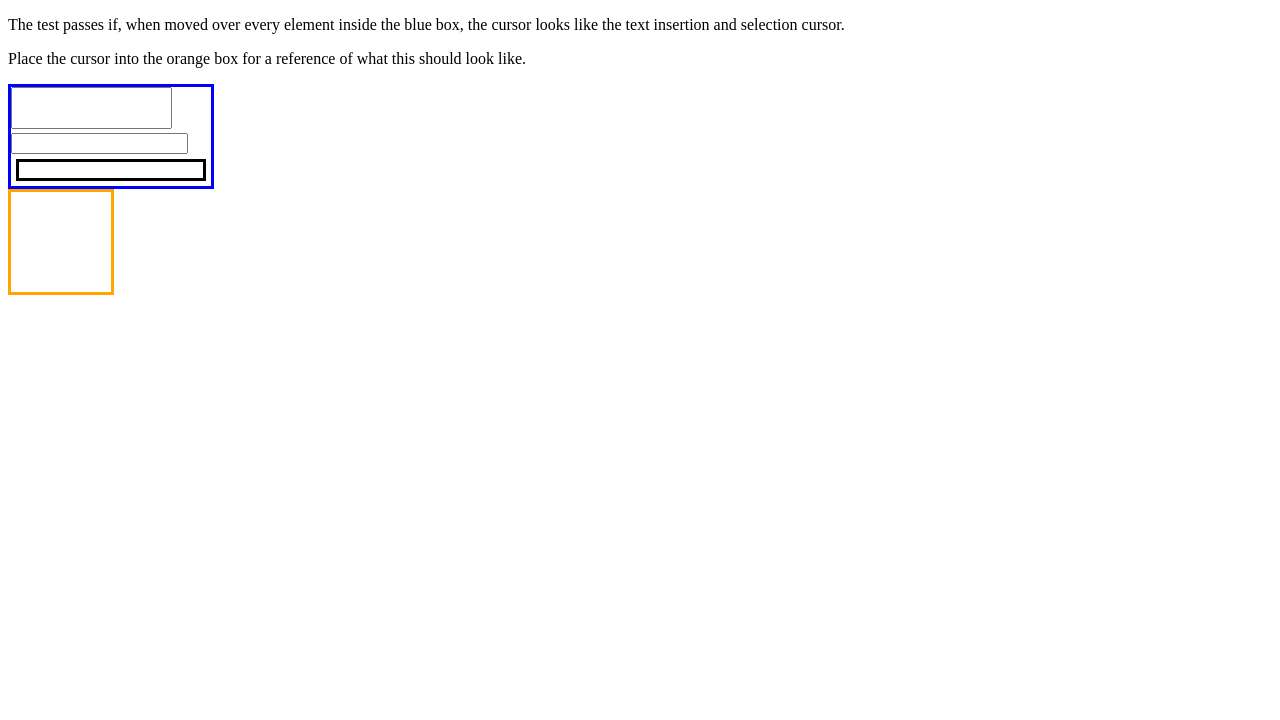 The test passes if, when moved over every element inside the blue box, the cursor looks like the text insertion and selection cursor.
Place the cursor into the orange box for a reference of what this should look like.